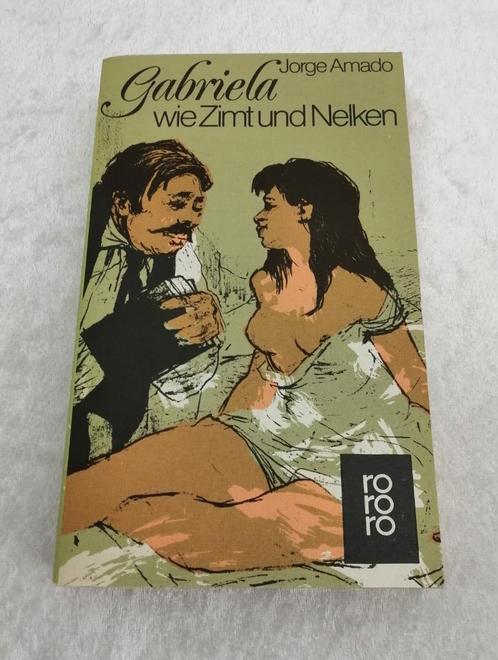 Jorge Amado
Gabriela
wie Zimt und Nelken
ro
ro
ro